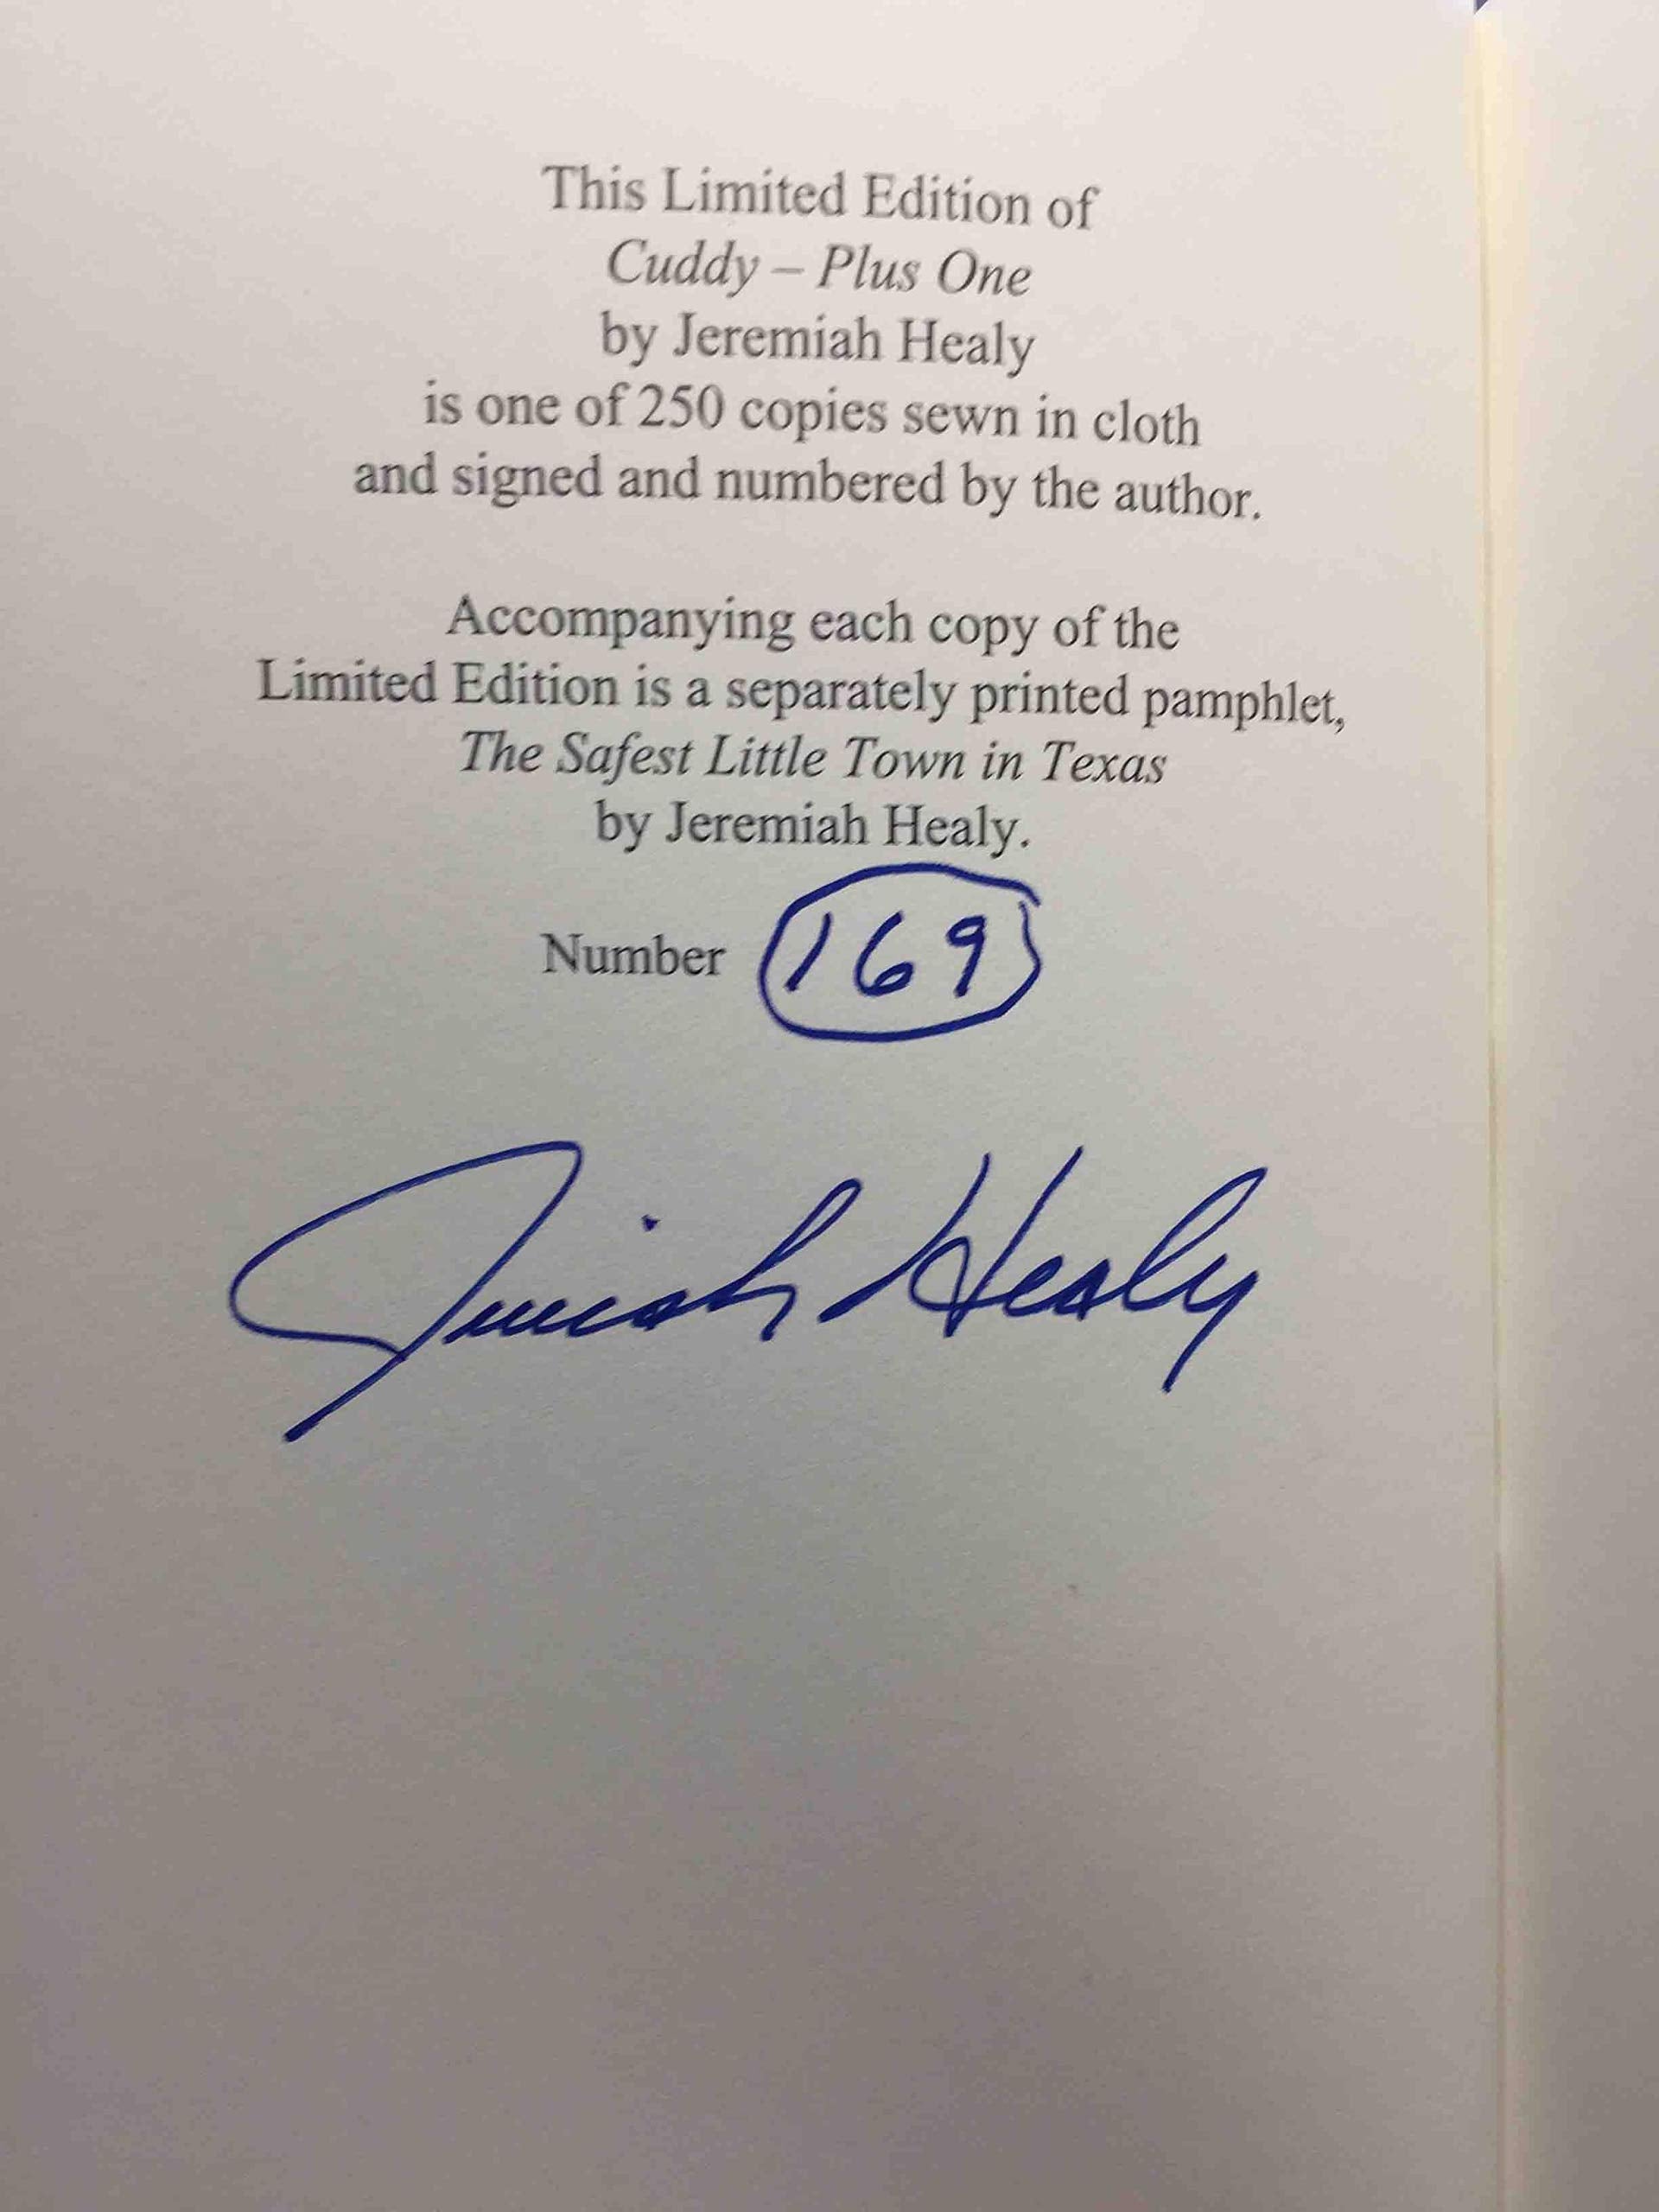 This Limited Edition of
Cuddy – Plus One
by Jeremiah Healy
is one of 250 copies sewn in cloth
and signed and numbered by the author.
Accompanying each copy of the
Limited Edition is a separately printed pamphlet,
The Safest Little Town in Texas
by Jeremiah Healy.
Number 169
Jeremiah Healy